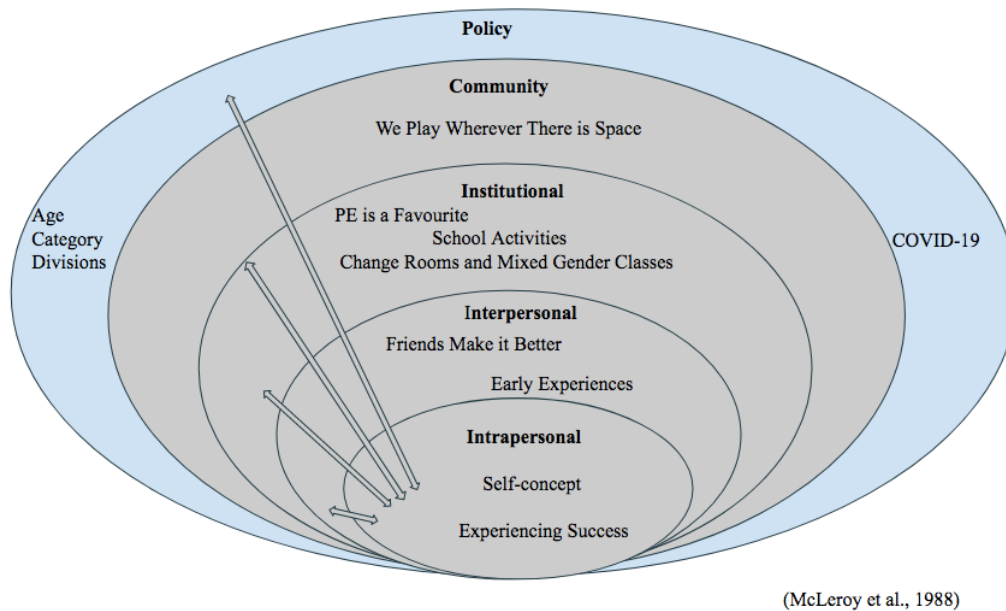 Policy
Community
We Play Wherever There is Space
Institutional
PE is a Favourite
School Activities
Change Rooms and Mixed Gender Classes
Age
Category
Divisions
COVID-19
Interpersonal
Friends Make it Better
Early Experiences
Intrapersonal
Self-concept
Experiencing Success
(McLeroy et al., 1988)